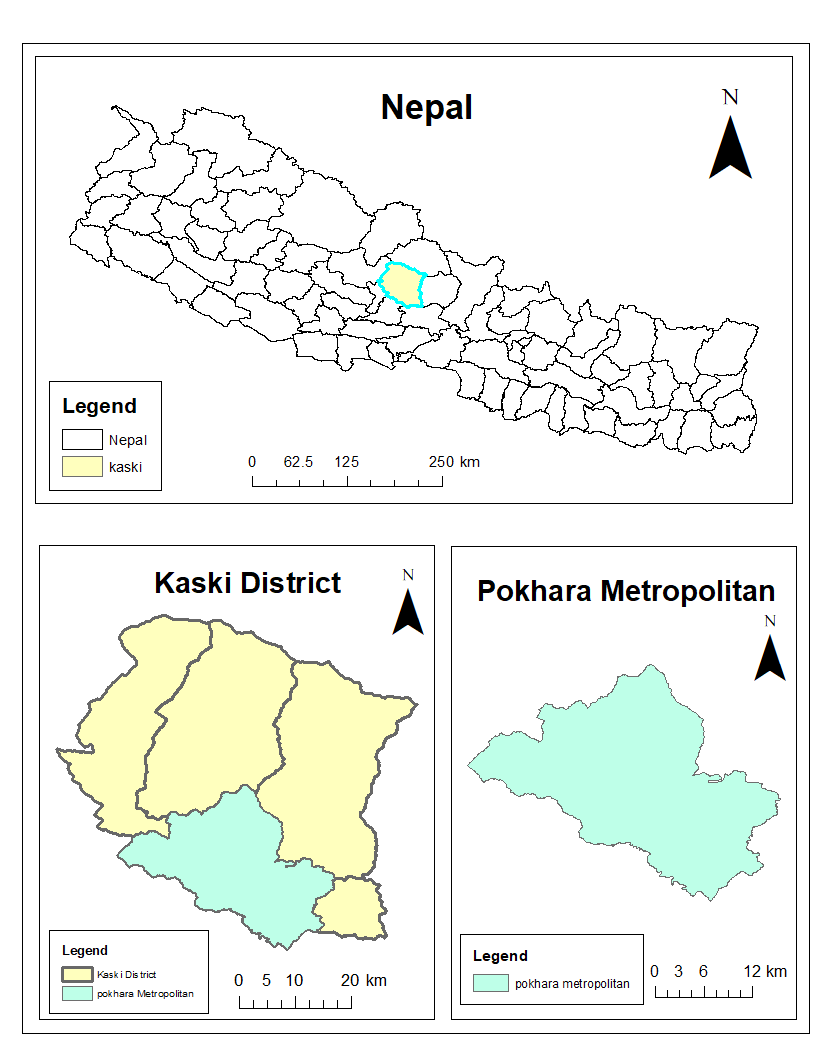 Nepal
N
Legend
Nepal
kaski
0 62.5 125 250 km
Kaski District
N
Legend
Kaski District
pokhara Metropolitan
0 5 10 20 km
Pokhara Metropolitan
N
Legend
pokhara metropolitan
0 3 6 12 km